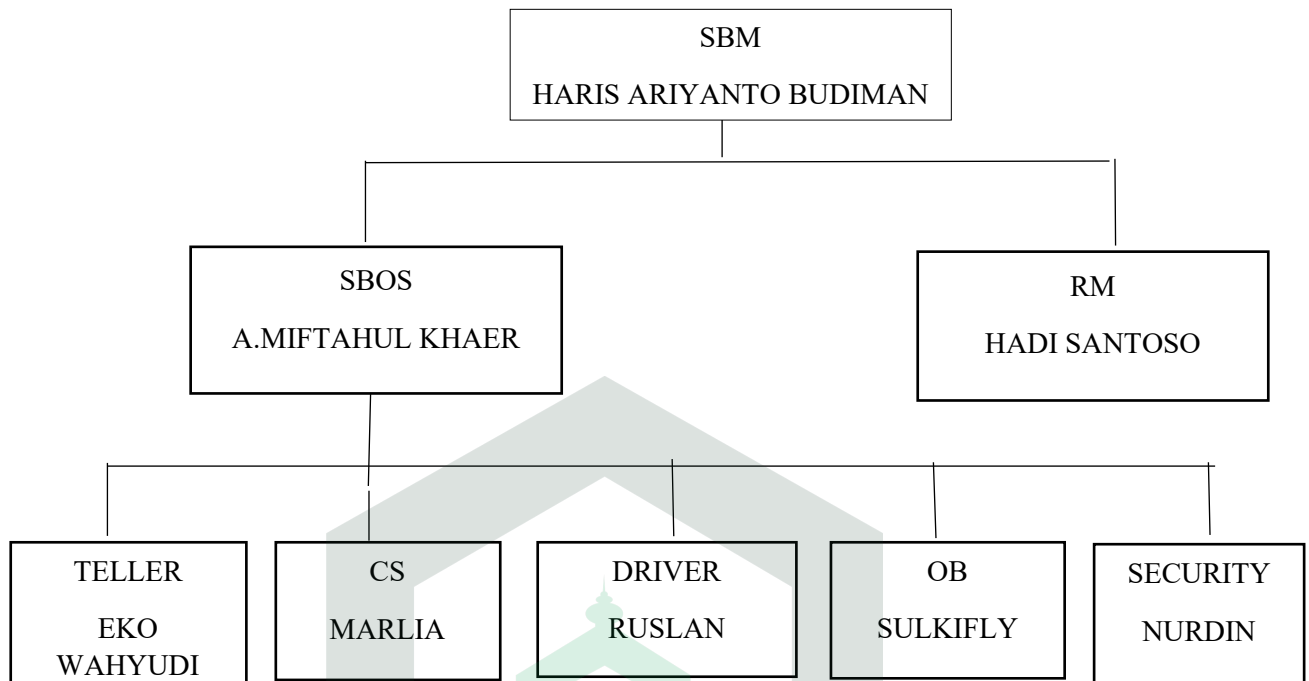 SBM
HARIS ARIYANTO BUDIMAN
SBOS
A.MIFTAHUL KHAER
RM
HADI SANTOSO
TELLER
EKO
WAHYUDI
CS
MARLIA
DRIVER
RUSLAN
OB
SULKIFLY
SECURITY
NURDIN